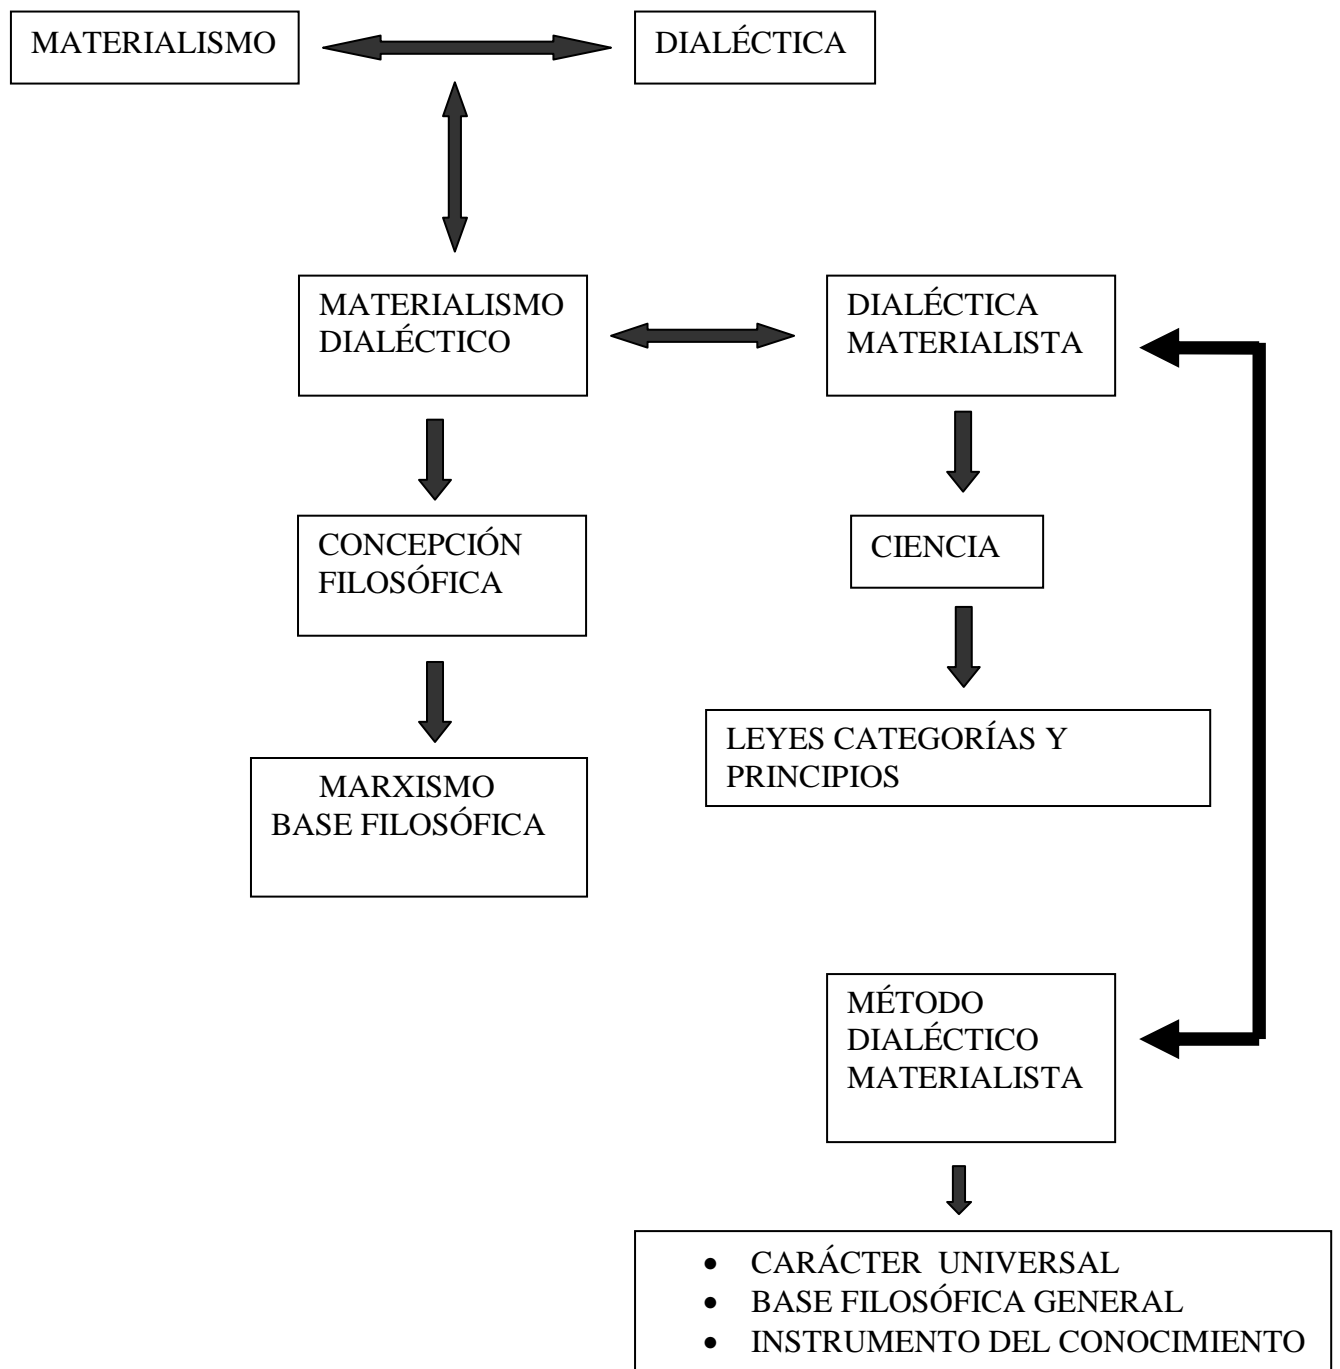 MATERIALISMO
DIALÉCTICA
MATERIALISMO
DIALÉCTICO
DIALÉCTICA
MATERIALISTA
CONCEPCIÓN
FILOSÓFICA
CIENCIA
MARXISMO
BASE FILOSÓFICA
LEYES CATEGORÍAS Y
PRINCIPIOS
MÉTODO
DIALÉCTICO
MATERIALISTA
• CARÁCTER UNIVERSAL
• BASE FILOSÓFICA GENERAL
• INSTRUMENTO DEL CONOCIMIENTO